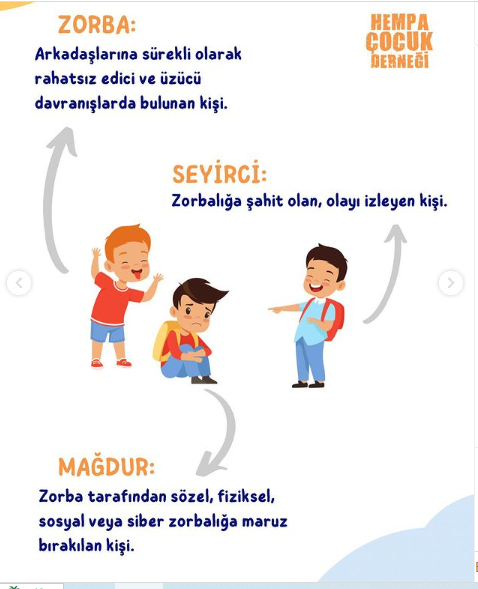 ZORBA:
Arkadaşlarına sürekli olarak
rahatsız edici ve üzücü
davranışlarda bulunan kişi.
HEMPA
ÇOCUK
DERNEĞİ
SEYİRCİ:
Zorbalığa şahit olan, olayı izleyen kişi.
MAĞDUR:
Zorba tarafından sözel, fiziksel,
sosyal veya siber zorbalığa maruz
bırakılan kişi.